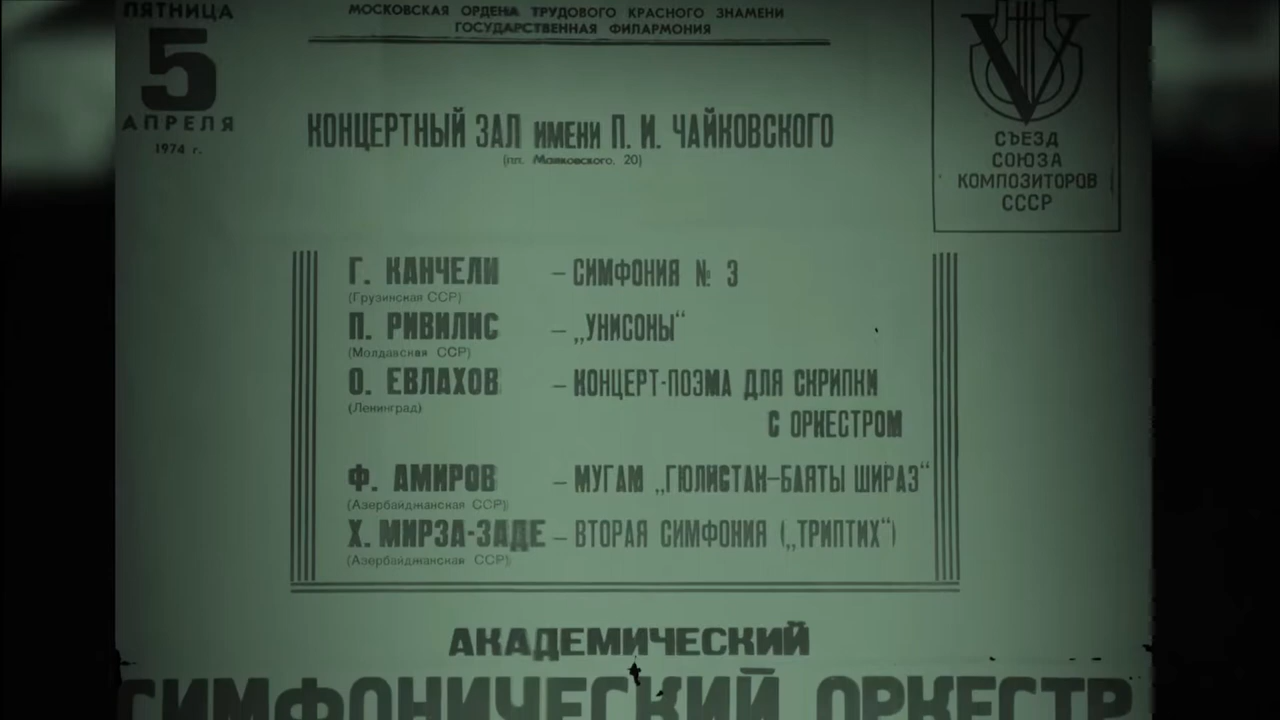 ПЯТНИЦА
5
АПРЕЛЯ
1974 г.
МОСКОВСКАЯ ОРДЕНА ТРУДОВОГО КРАСНОГО ЗНАМЕНИ
ГОСУДАРСТВЕННАЯ ФИЛАРМОНИЯ
КОНЦЕРТНЫЙ ЗАЛ ИМЕНИ П. И. ЧАЙКОВСКОГО
(пл. Маяковского, 20)
V
СЪЕЗД
СОЮЗА
КОМПОЗИТОРОВ
СССР
Г. КАНЧЕЛИ – СИМФОНИЯ № 3
(Грузинская ССР)
П. РИВИЛИС – „УНИСОНЫ“
(Молдавская ССР)
О. ЕВЛАХОВ – КОНЦЕРТ-ПОЭМА ДЛЯ СКРИПКИ
(Ленинград)
С ОРКЕСТРОМ
Ф. АМИРОВ – МУГАМ „ГЮЛИСТАН–БАЯТЫ ШИРАЗ“
(Азербайджанская ССР)
Х. МИРЗА-ЗАДЕ – ВТОРАЯ СИМФОНИЯ („ТРИПТИХ“)
(Азербайджанская ССР)
АКАДЕМИЧЕСКИЙ
СИМФОНИЧЕСКИЙ ОРКЕСТР